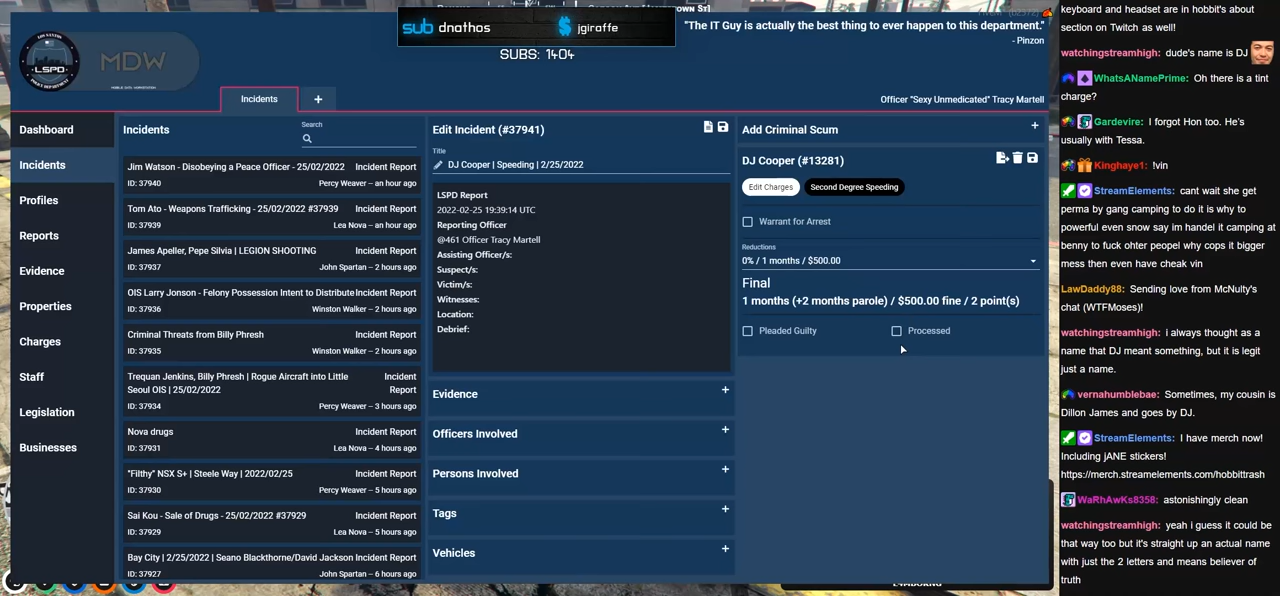 sub dnathos
jgiraffe
SUBS: 1404
"The IT Guy is actually the best thing to ever happen to this department."
- Pinzon
LOS SANTOS
LSPD
POLICE DEPARTMENT
MDW
MOBILE DATA WORKSTATION
Incidents
+
Officer "Sexy Unmedicated" Tracy Martell
Dashboard
Incidents
Profiles
Reports
Evidence
Properties
Charges
Staff
Legislation
Businesses
Incidents
Search
Jim Watson - Disobeying a Peace Officer - 25/02/2022 Incident Report
ID: 37940 Percy Weaver – an hour ago
Tom Ato - Weapons Trafficking - 25/02/2022 #37939 Incident Report
ID: 37939 Lea Nova – an hour ago
James Apeller, Pepe Silvia | LEGION SHOOTING Incident Report
ID: 37937 John Spartan – 2 hours ago
OIS Larry Jonson - Felony Possession Intent to Distribute Incident Report
ID: 37936 Winston Walker – 2 hours ago
Criminal Threats from Billy Phresh Incident Report
ID: 37935 Winston Walker – 2 hours ago
Trequan Jenkins, Billy Phresh | Rogue Aircraft into Little Incident
Seoul OIS | 25/02/2022 Report
ID: 37934 Percy Weaver – 3 hours ago
Nova drugs Incident Report
ID: 37931 Lea Nova – 4 hours ago
"Filthy" NSX S+ | Steele Way | 2022/02/25 Incident Report
ID: 37930 Percy Weaver – 5 hours ago
Sai Kou - Sale of Drugs - 25/02/2022 #37929 Incident Report
ID: 37929 Lea Nova – 5 hours ago
Bay City | 2/25/2022 | Seano Blackthorne/David Jackson Incident Report
ID: 37927 John Spartan – 6 hours ago
Edit Incident (#37941)
Title
DJ Cooper | Speeding | 2/25/2022
LSPD Report
2022-02-25 19:39:14 UTC
Reporting Officer
@461 Officer Tracy Martell
Assisting Officer/s:
Suspect/s:
Victim/s:
Witnesses:
Location:
Debrief:
Evidence +
Officers Involved +
Persons Involved +
Tags +
Vehicles +
Add Criminal Scum +
DJ Cooper (#13281)
Edit Charges Second Degree Speeding
Warrant for Arrest
Reductions
0% / 1 months / $500.00
Final
1 months (+2 months parole) / $500.00 fine / 2 point(s)
Pleaded Guilty Processed
keyboard and headset are in hobbit's about
section on Twitch as well!
watchingstreamhigh: dude's name is DJ
WhatsANamePrime: Oh there is a tint
charge?
Gardevire: I forgot Hon too. He's
usually with Tessa.
Kinghaye1: !vin
StreamElements: cant wait she get
perma by gang camping to do it is why to
powerful even snow say im handel it camping at
benny to fuck ohter peopel why cops it bigger
mess then even have cheak vin
LawDaddy88: Sending love from McNulty's
chat (WTFMoses)!
watchingstreamhigh: i always thought as a
name that DJ meant something, but it is legit
just a name.
vernahumblebae: Sometimes, my cousin is
Dillon James and goes by DJ.
StreamElements: I have merch now!
Including jANE stickers!
https://merch.streamelements.com/hobbittrash
WaRhAwKs8358: astonishingly clean
watchingstreamhigh: yeah i guess it could be
that way too but it's straight up an actual name
with just the 2 letters and means believer of
truth